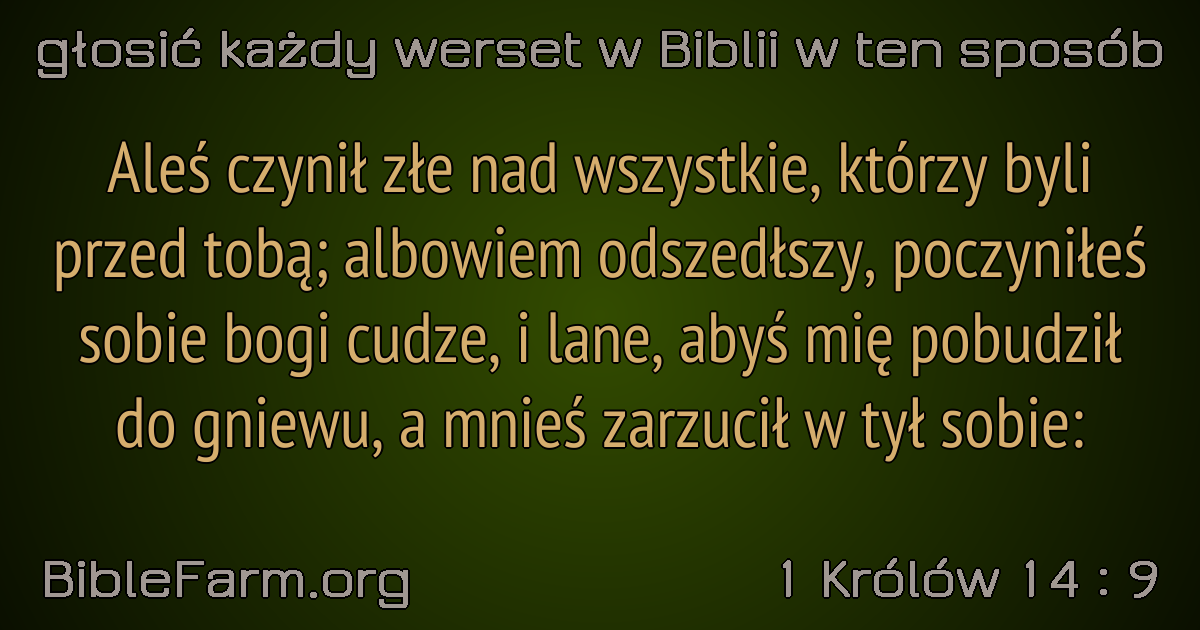 głosić każdy werset w Biblii w ten sposób
Aleś czynił złe nad wszystkie, którzy byli
przed tobą; albowiem odszedłszy, poczyniłeś
sobie bogi cudze, i lane, abyś mię pobudził
do gniewu, a mnieś zarzucił w tył sobie:
BibleFarm.org
1 Królów 14 : 9